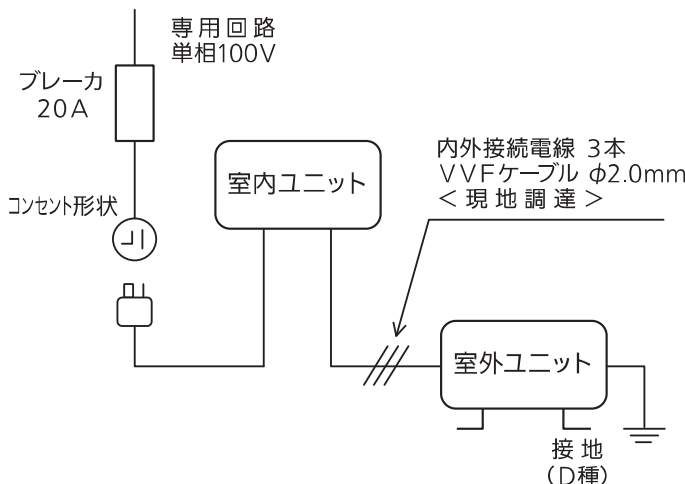 専用回路
単相100V
ブレーカ
20A
コンセント形状
室内ユニット
内外接続電線 3本
VVFケーブル φ2.0mm
＜現地調達＞
室外ユニット
接地
(D種)